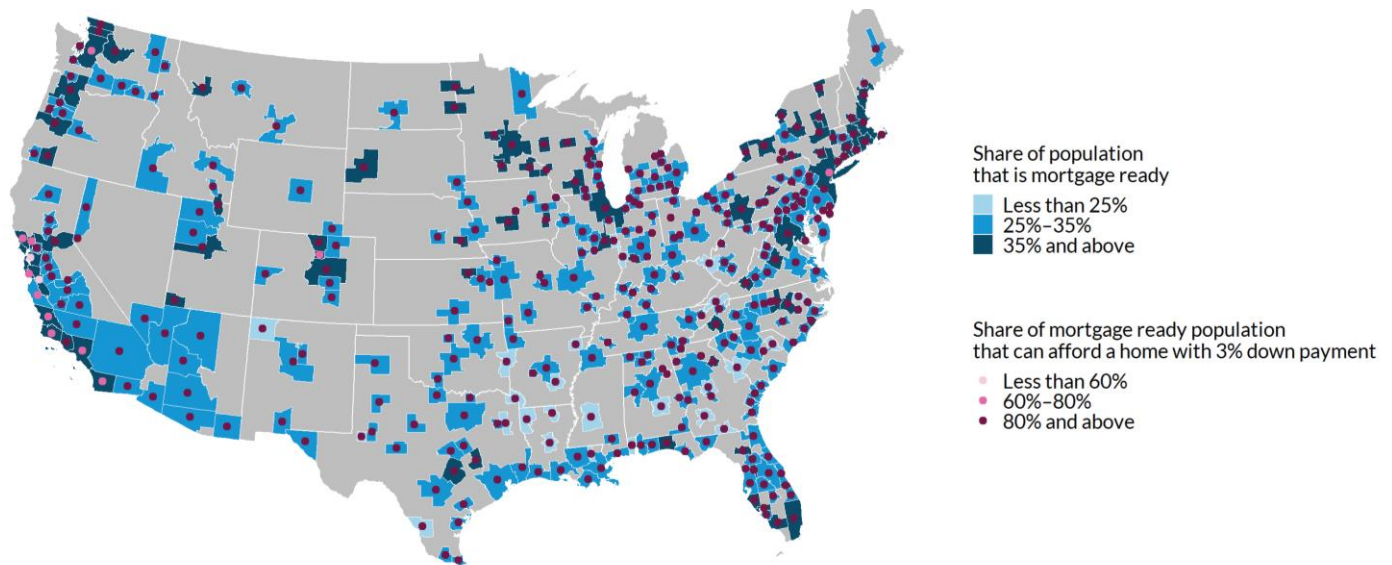 Share of population
that is mortgage ready
Less than 25%
25%–35%
35% and above
Share of mortgage ready population
that can afford a home with 3% down payment
Less than 60%
60%–80%
80% and above